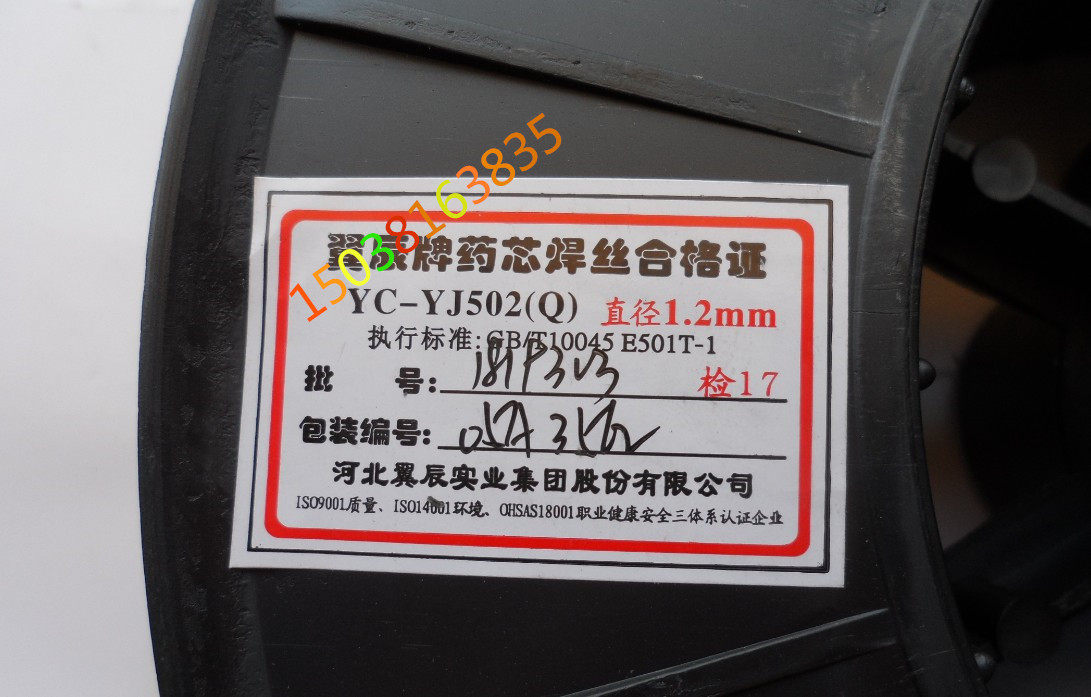 翼辰牌药芯焊丝合格证
15038163835
YC-YJ502(Q) 直径1.2mm
执行标准:GB/T10045 E501T-1
批 号: 检17
包装编号:
河北翼辰实业集团股份有限公司
ISO9001质量、ISO14001环境、OHSAS18001职业健康安全三体系认证企业